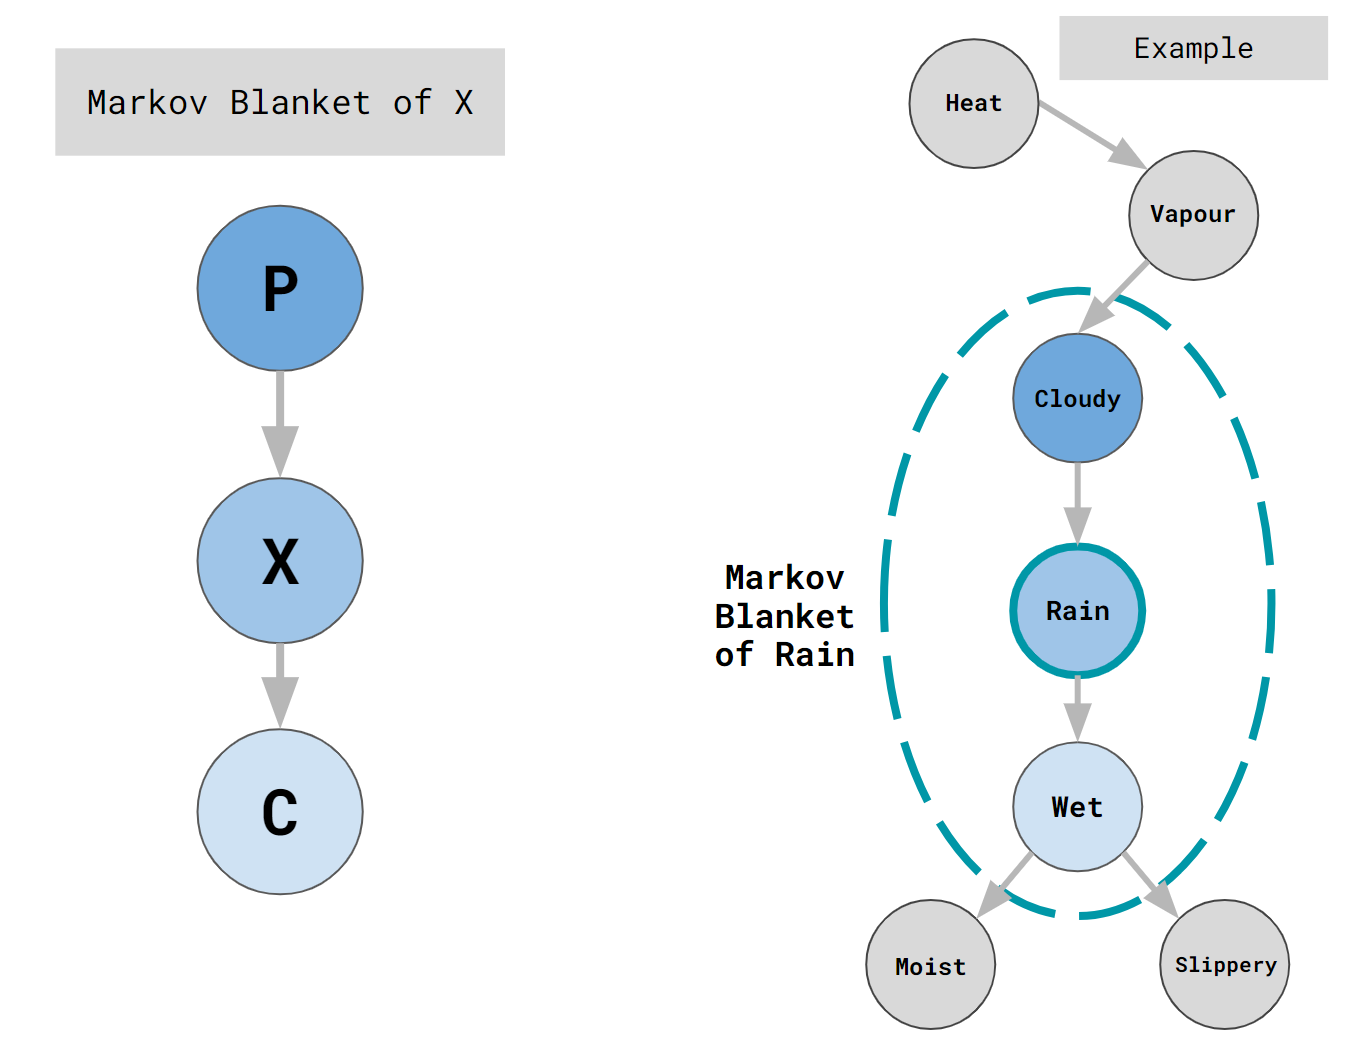 Markov Blanket of X
P
X
C
Example
Heat
Vapour
Cloudy
Rain
Wet
Moist
Slippery
Markov
Blanket
of Rain